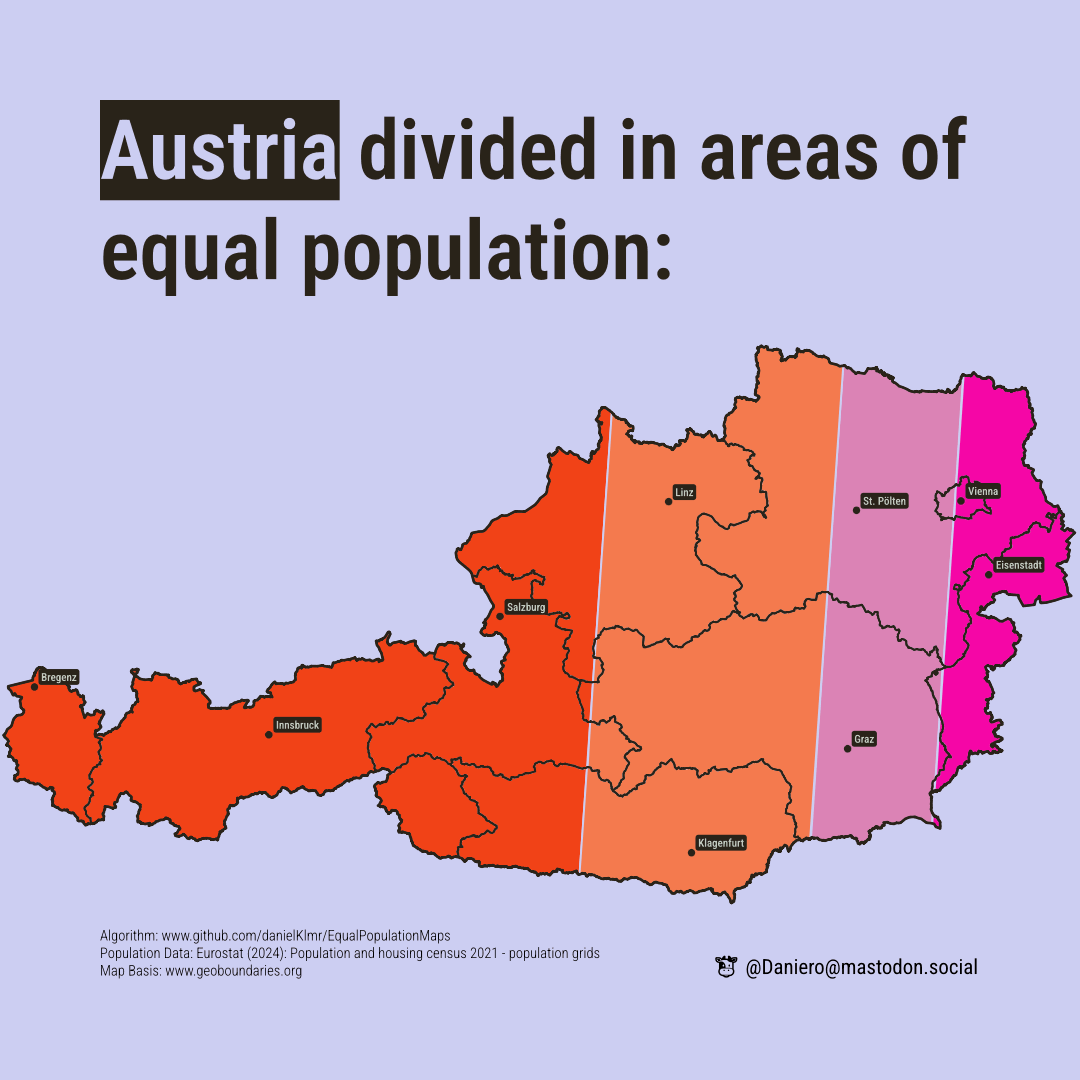 Austria divided in areas of
equal population:
Linz
St. Pölten
Vienna
Eisenstadt
Salzburg
Bregenz
Innsbruck
Graz
Klagenfurt
Algorithm: www.github.com/danielKlmr/EqualPopulationMaps
Population Data: Eurostat (2024): Population and housing census 2021 - population grids
Map Basis: www.geoboundaries.org
@Daniero@mastodon.social